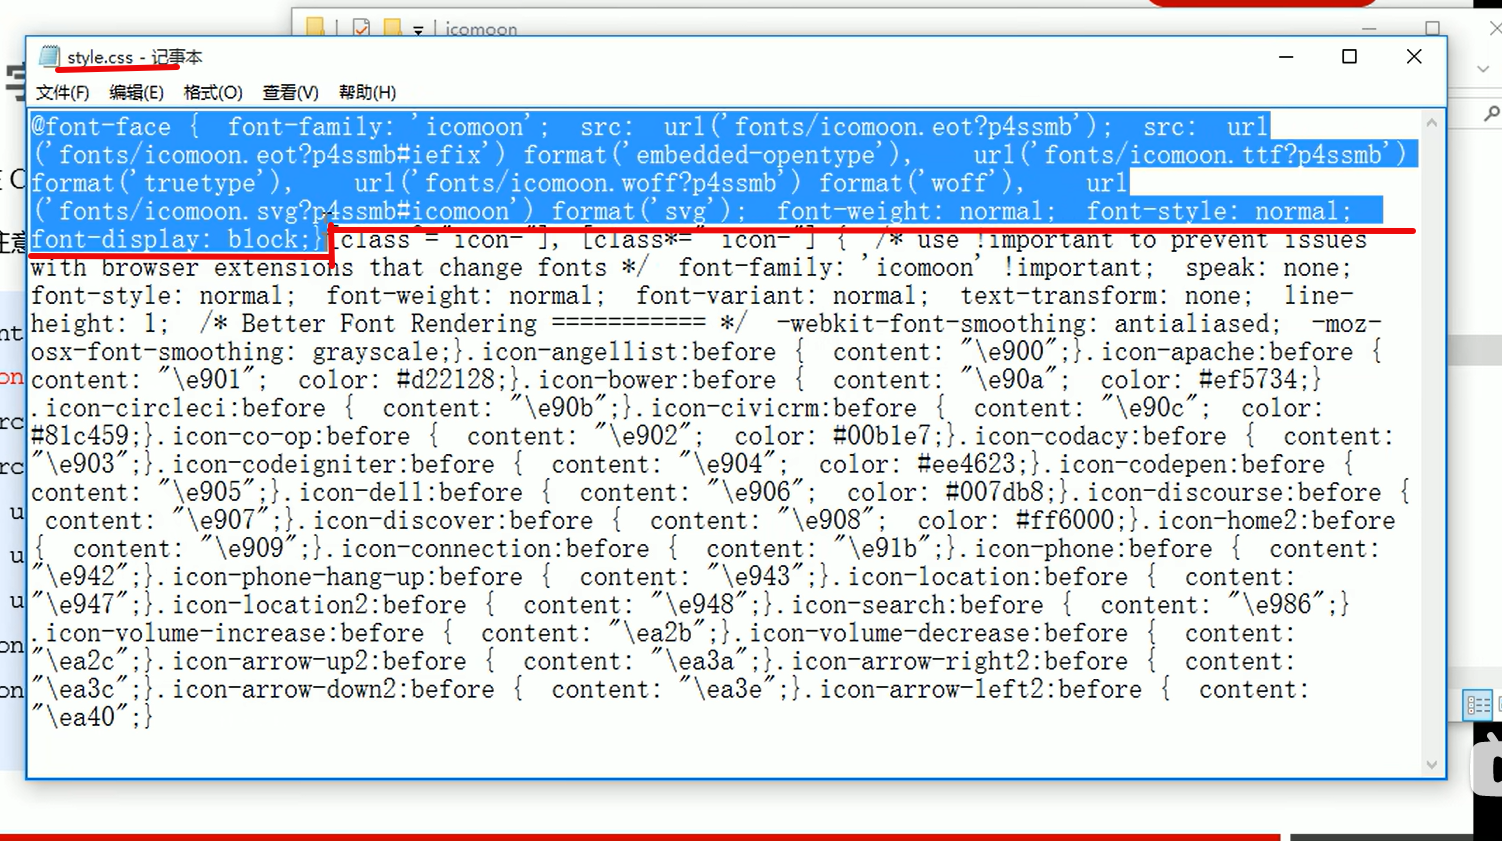 icomoon
style.css - 记事本
文件(F) 编辑(E) 格式(O) 查看(V) 帮助(H)
@font-face {  font-family: 'icomoon';  src:  url('fonts/icomoon.eot?p4ssmb');  src:  url
('fonts/icomoon.eot?p4ssmb#iefix') format('embedded-opentype'),    url('fonts/icomoon.ttf?p4ssmb')
format('truetype'),    url('fonts/icomoon.woff?p4ssmb') format('woff'),    url
('fonts/icomoon.svg?p4ssmb#icomoon') format('svg');  font-weight: normal;  font-style: normal;
font-display: block;}[class^="icon-"], [class*=" icon-"] {  /* use !important to prevent issues
with browser extensions that change fonts */  font-family: 'icomoon' !important;  speak: none;
font-style: normal;  font-weight: normal;  font-variant: normal;  text-transform: none;  line-
height: 1;  /* Better Font Rendering =========== */  -webkit-font-smoothing: antialiased;  -moz-
osx-font-smoothing: grayscale;}.icon-angellist:before {  content: "\e900";}.icon-apache:before {
content: "\e901";  color: #d22128;}.icon-bower:before {  content: "\e90a";  color: #ef5734;}
.icon-circleci:before {  content: "\e90b";}.icon-civicrm:before {  content: "\e90c";  color:
#81c459;}.icon-co-op:before {  content: "\e902";  color: #00b1e7;}.icon-codacy:before {  content:
"\e903";}.icon-codeigniter:before {  content: "\e904";  color: #ee4623;}.icon-codepen:before {
content: "\e905";}.icon-dell:before {  content: "\e906";  color: #007db8;}.icon-discourse:before {
content: "\e907";}.icon-discover:before {  content: "\e908";  color: #ff6000;}.icon-home2:before
{  content: "\e909";}.icon-connection:before {  content: "\e91b";}.icon-phone:before {  content:
"\e942";}.icon-phone-hang-up:before {  content: "\e943";}.icon-location:before {  content:
"\e947";}.icon-location2:before {  content: "\e948";}.icon-search:before {  content: "\e986";}
.icon-volume-increase:before {  content: "\ea2b";}.icon-volume-decrease:before {  content:
"\ea2c";}.icon-arrow-up2:before {  content: "\ea3a";}.icon-arrow-right2:before {  content:
"\ea3c";}.icon-arrow-down2:before {  content: "\ea3e";}.icon-arrow-left2:before {  content:
"\ea40";}